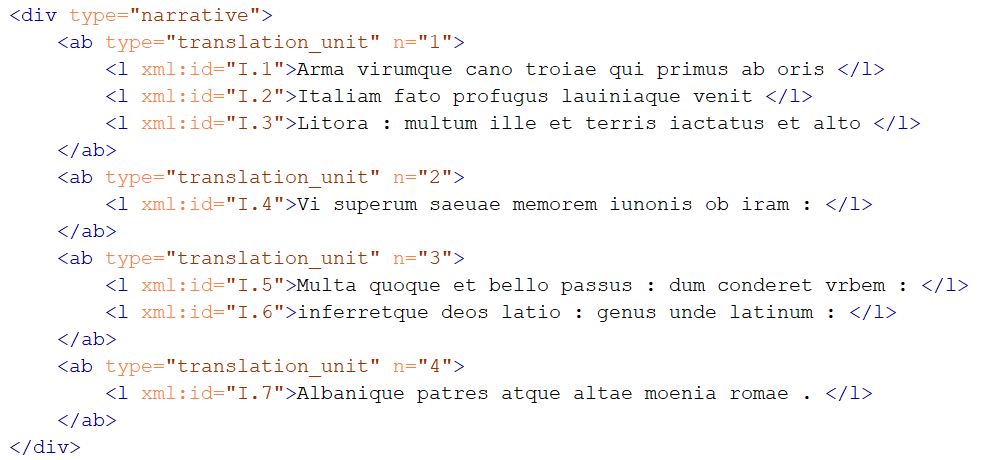 <div type="narrative">
    <ab type="translation_unit" n="1">
        <l xml:id="I.1">Arma virumque cano troiae qui primus ab oris </l>
        <l xml:id="I.2">Italiam fato profugus lauiniaque venit </l>
        <l xml:id="I.3">Litora : multum ille et terris iactatus et alto </l>
    </ab>
    <ab type="translation_unit" n="2">
        <l xml:id="I.4">Vi superum saeuae memorem iunonis ob iram : </l>
    </ab>
    <ab type="translation_unit" n="3">
        <l xml:id="I.5">Multa quoque et bello passus : dum conderet vrbem : </l>
        <l xml:id="I.6">inferretque deos latio : genus unde latinum : </l>
    </ab>
    <ab type="translation_unit" n="4">
        <l xml:id="I.7">Albanique patres atque altae moenia romae . </l>
    </ab>
</div>